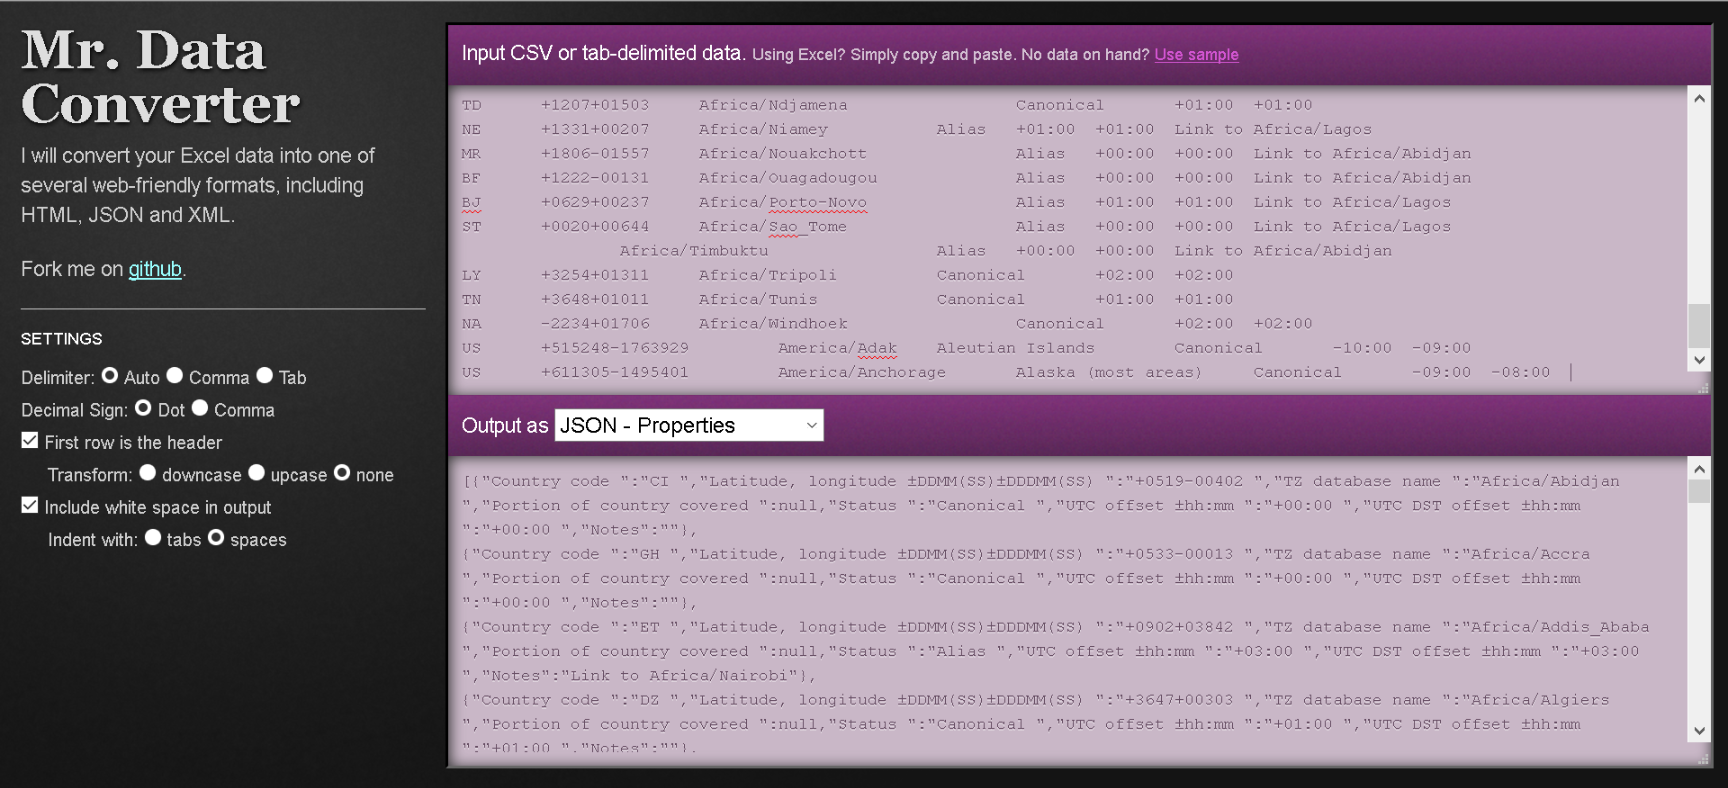 Mr. Data
Converter
I will convert your Excel data into one of
several web-friendly formats, including
HTML, JSON and XML.
Fork me on github.
SETTINGS
Delimiter: Auto Comma Tab
Decimal Sign: Dot Comma
First row is the header
Transform: downcase upcase none
Include white space in output
Indent with: tabs spaces
Input CSV or tab-delimited data. Using Excel? Simply copy and paste. No data on hand? Use sample
TD +1207+01503 Africa/Ndjamena Canonical +01:00 +01:00
NE +1331+00207 Africa/Niamey Alias +01:00 +01:00 Link to Africa/Lagos
MR +1806-01557 Africa/Nouakchott Alias +00:00 +00:00 Link to Africa/Abidjan
BF +1222-00131 Africa/Ouagadougou Alias +00:00 +00:00 Link to Africa/Abidjan
BJ +0629+00237 Africa/Porto-Novo Alias +01:00 +01:00 Link to Africa/Lagos
ST +0020+00644 Africa/Sao_Tome Alias +00:00 +00:00 Link to Africa/Lagos
Africa/Timbuktu Alias +00:00 +00:00 Link to Africa/Abidjan
LY +3254+01311 Africa/Tripoli Canonical +02:00 +02:00
TN +3648+01011 Africa/Tunis Canonical +01:00 +01:00
NA -2234+01706 Africa/Windhoek Canonical +02:00 +02:00
US +515248-1763929 America/Adak Aleutian Islands Canonical -10:00 -09:00
US +611305-1495401 America/Anchorage Alaska (most areas) Canonical -09:00 -08:00
Output as JSON - Properties
[{"Country code ":"CI ","Latitude, longitude ±DDMM(SS)±DDDMM(SS) ":"+0519-00402 ","TZ database name ":"Africa/Abidjan
","Portion of country covered ":null,"Status ":"Canonical ","UTC offset ±hh:mm ":"+00:00 ","UTC DST offset ±hh:mm
":"+00:00 ","Notes":""},
{"Country code ":"GH ","Latitude, longitude ±DDMM(SS)±DDDMM(SS) ":"+0533-00013 ","TZ database name ":"Africa/Accra
","Portion of country covered ":null,"Status ":"Canonical ","UTC offset ±hh:mm ":"+00:00 ","UTC DST offset ±hh:mm
":"+00:00 ","Notes":""},
{"Country code ":"ET ","Latitude, longitude ±DDMM(SS)±DDDMM(SS) ":"+0902+03842 ","TZ database name ":"Africa/Addis_Ababa
","Portion of country covered ":null,"Status ":"Alias ","UTC offset ±hh:mm ":"+03:00 ","UTC DST offset ±hh:mm ":"+03:00
","Notes":"Link to Africa/Nairobi"},
{"Country code ":"DZ ","Latitude, longitude ±DDMM(SS)±DDDMM(SS) ":"+3647+00303 ","TZ database name ":"Africa/Algiers
","Portion of country covered ":null,"Status ":"Canonical ","UTC offset ±hh:mm ":"+01:00 ","UTC DST offset ±hh:mm
":"+01:00 ","Notes":""},